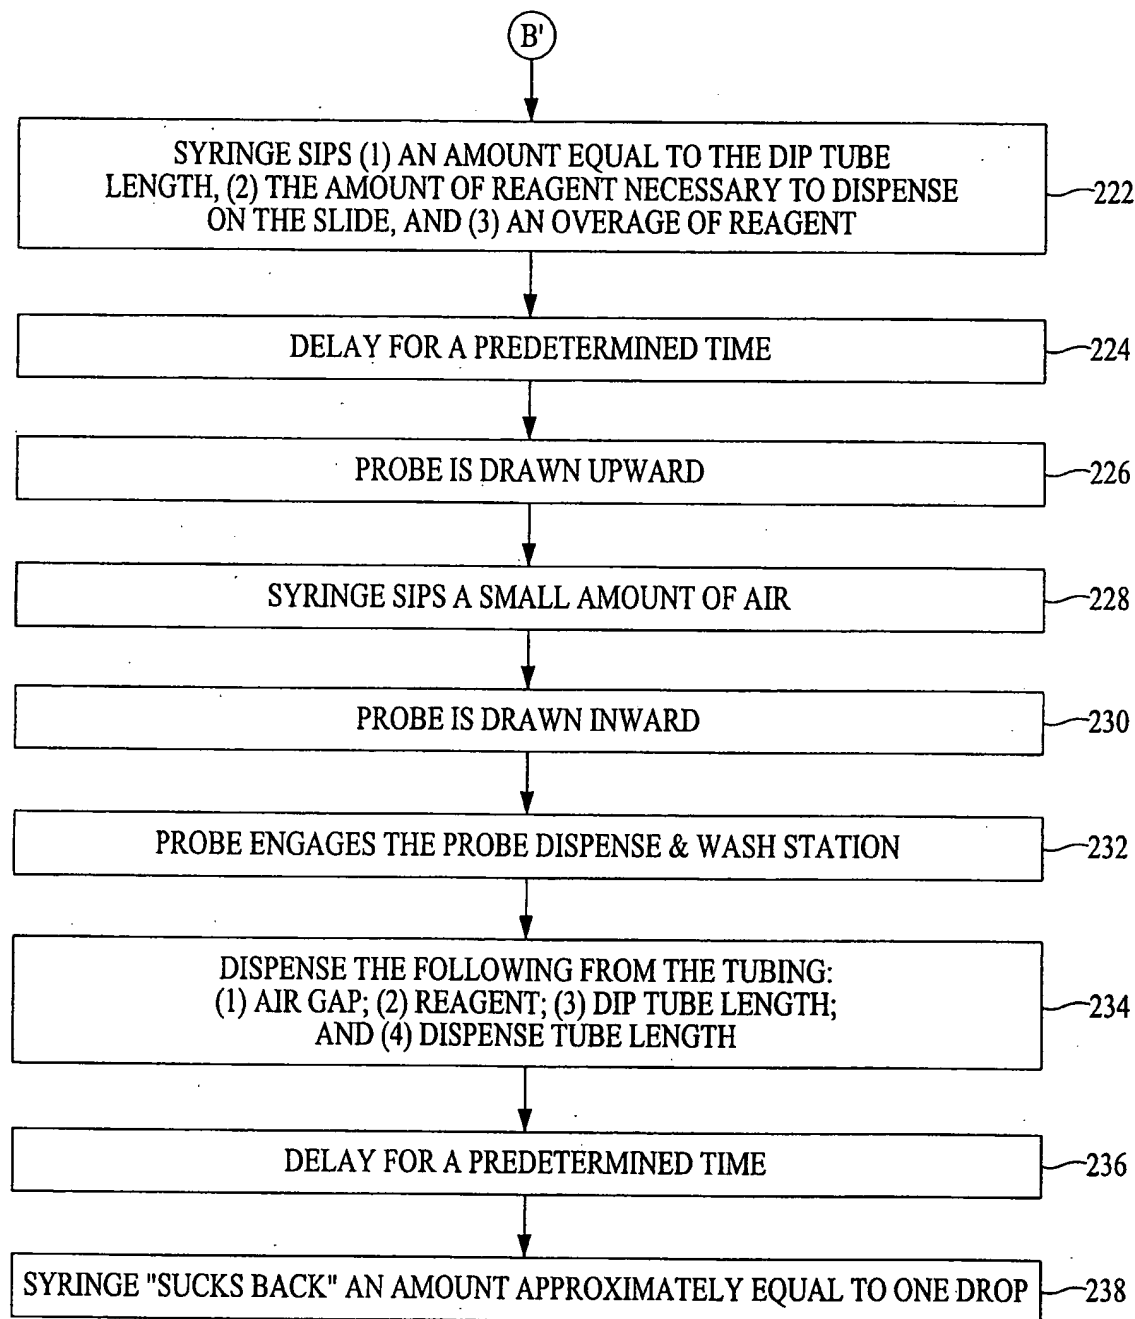 B'
SYRINGE SIPS (1) AN AMOUNT EQUAL TO THE DIP TUBE
LENGTH, (2) THE AMOUNT OF REAGENT NECESSARY TO DISPENSE
ON THE SLIDE, AND (3) AN OVERAGE OF REAGENT
222
DELAY FOR A PREDETERMINED TIME
224
PROBE IS DRAWN UPWARD
226
SYRINGE SIPS A SMALL AMOUNT OF AIR
228
PROBE IS DRAWN INWARD
230
PROBE ENGAGES THE PROBE DISPENSE & WASH STATION
232
DISPENSE THE FOLLOWING FROM THE TUBING:
(1) AIR GAP; (2) REAGENT; (3) DIP TUBE LENGTH;
AND (4) DISPENSE TUBE LENGTH
234
DELAY FOR A PREDETERMINED TIME
236
SYRINGE "SUCKS BACK" AN AMOUNT APPROXIMATELY EQUAL TO ONE DROP
238